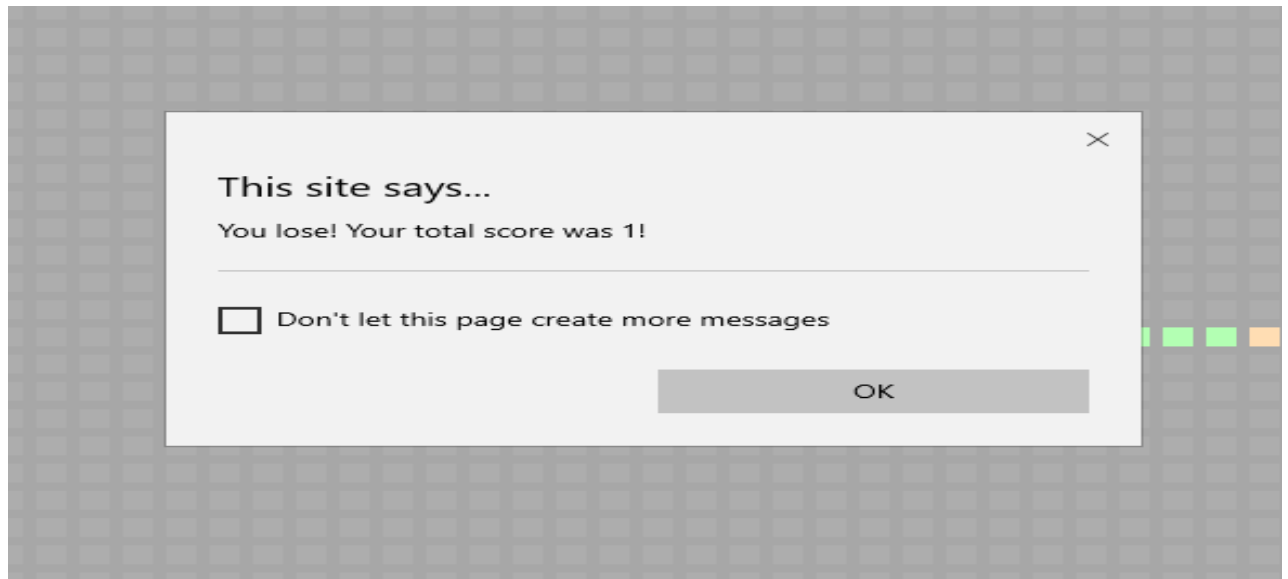 This site says...
You lose! Your total score was 1!
Don't let this page create more messages
OK